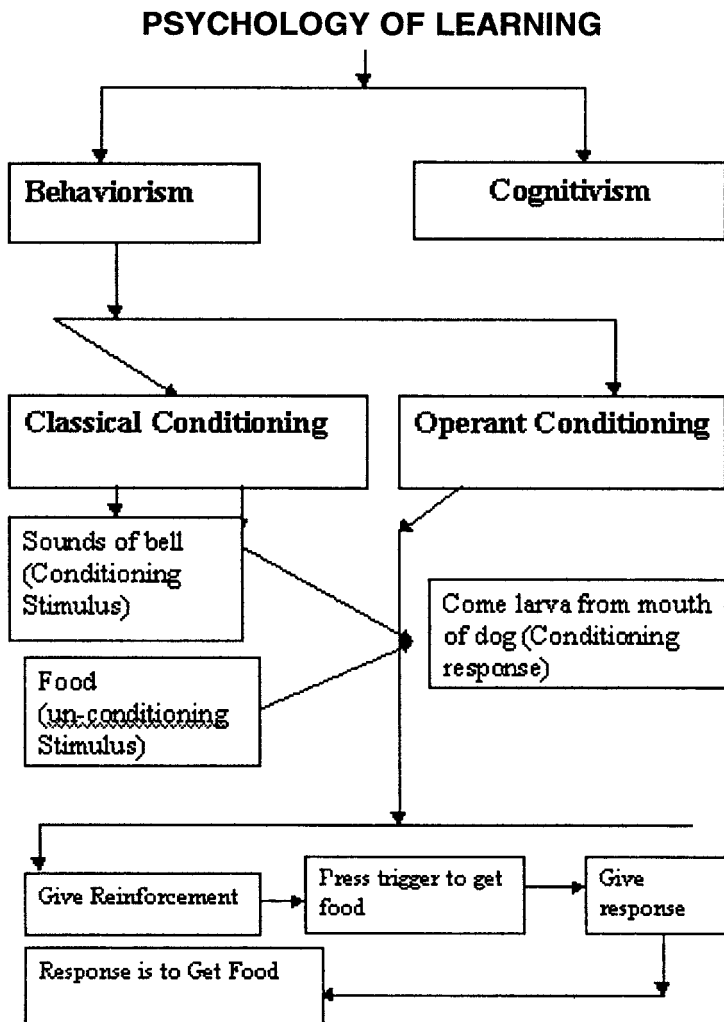 PSYCHOLOGY OF LEARNING
Behaviorism
Cognitivism
Classical Conditioning
Operant Conditioning
Sounds of bell
(Conditioning
Stimulus)
Come larva from mouth
of dog (Conditioning
response)
Food
(un-conditioning
Stimulus)
Give Reinforcement
Press trigger to get
food
Give
response
Response is to Get Food